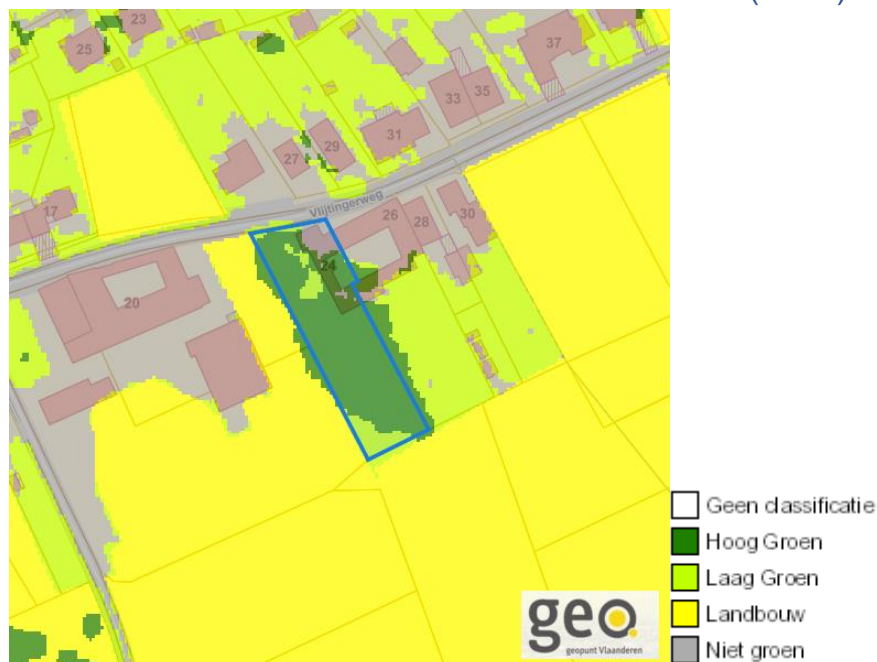 23
25
37
33
35
31
29
27
Vlijtingerweg
17
26
28
30
24
20
Geen classificatie
Hoog Groen
Laag Groen
Landbouw
Niet groen
geo
geopunt Vlaanderen